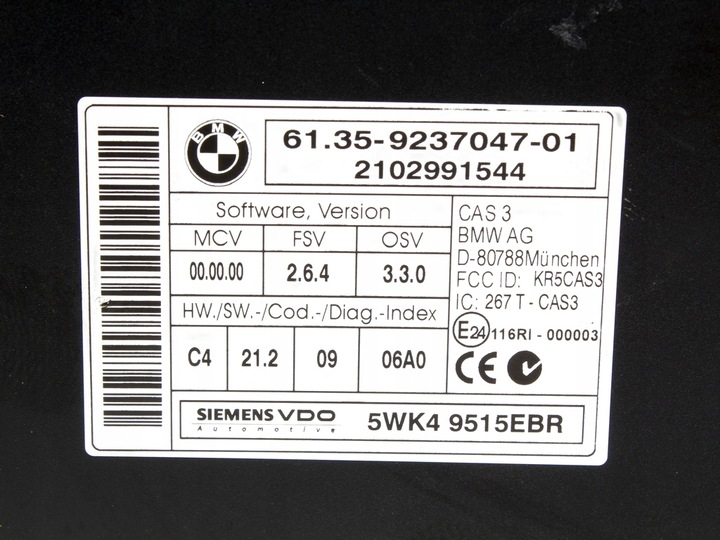 BMW
61.35-9237047-01
2102991544
Software, Version
MCV FSV OSV
00.00.00 2.6.4 3.3.0
HW./SW.-/Cod.-/Diag.-Index
C4 21.2 09 06A0
CAS 3
BMW AG
D-80788München
FCC ID: KR5CAS3
IC: 267 T - CAS3
E24 116RI - 000003
CE
SIEMENS VDO
Automotive
5WK4 9515EBR